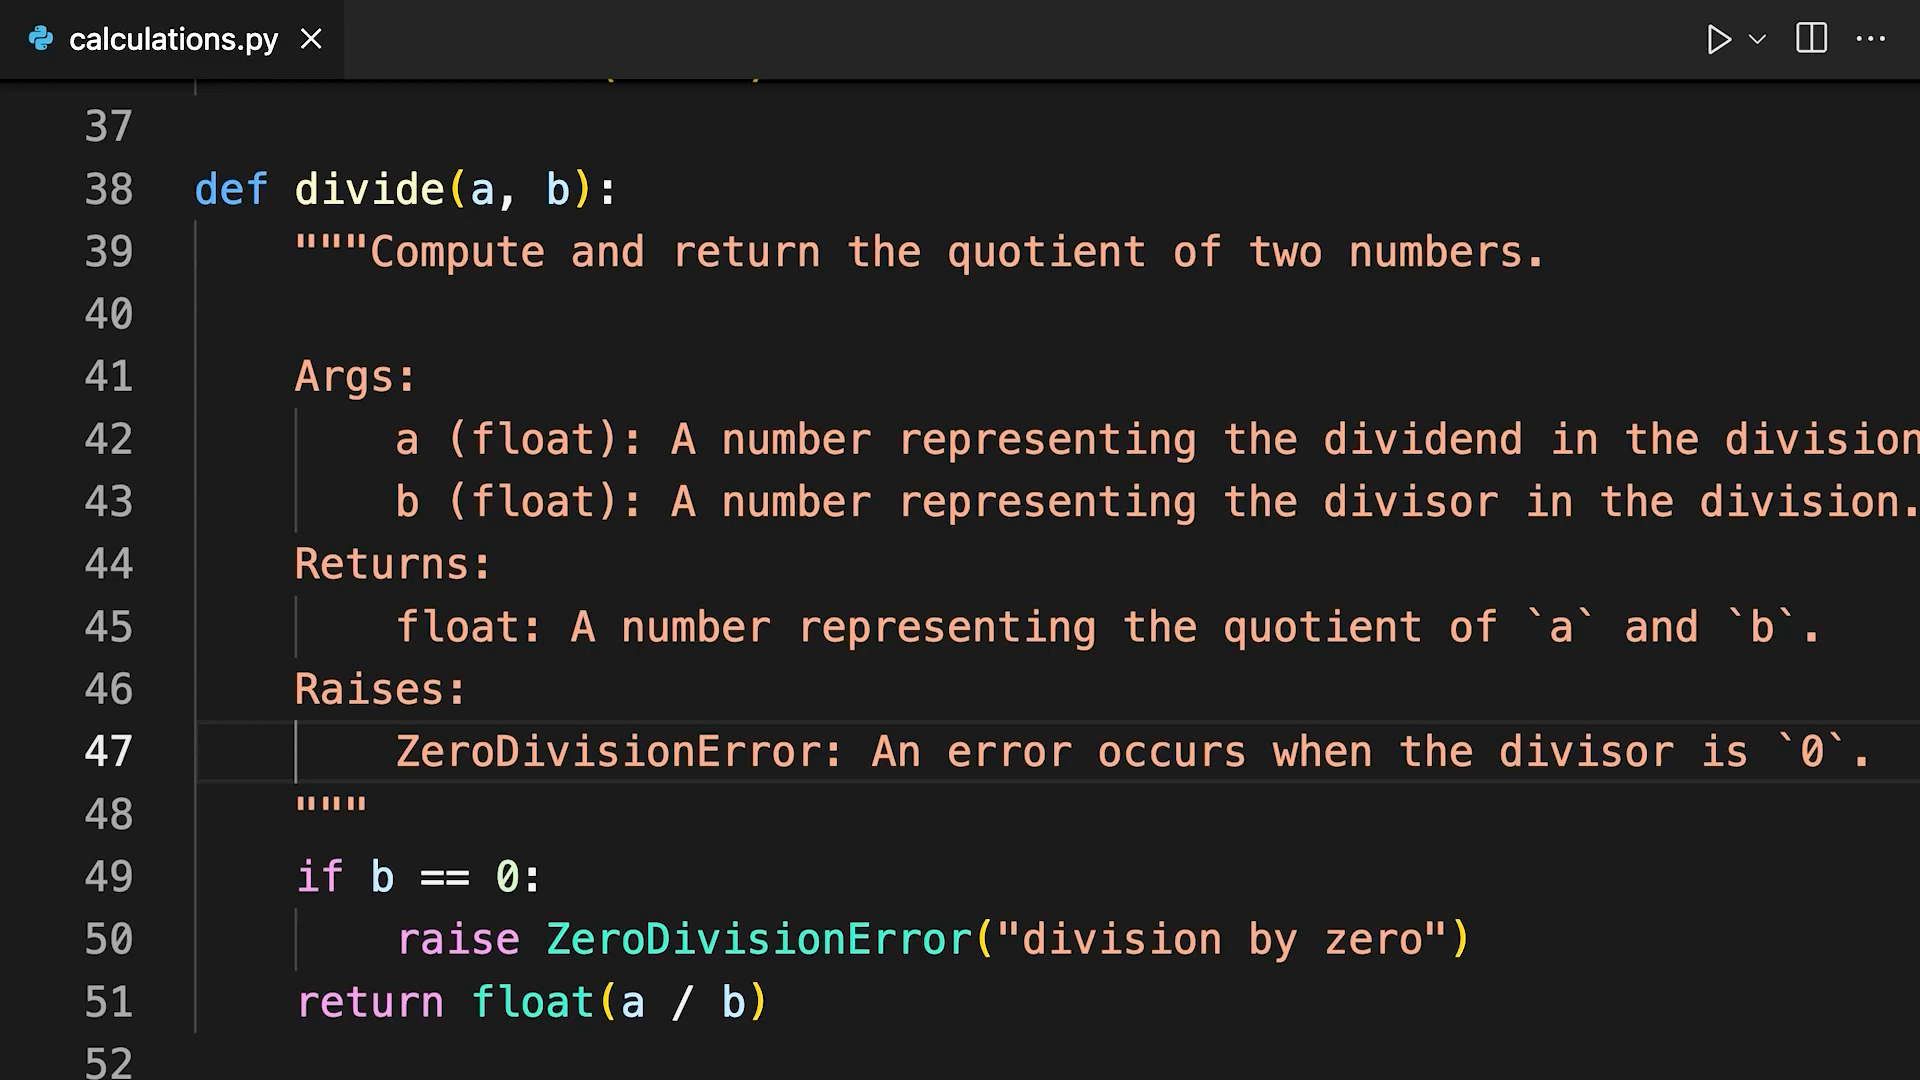 calculations.py
37
38 def divide(a, b):
39 """Compute and return the quotient of two numbers.
40
41 Args:
42 a (float): A number representing the dividend in the division
43 b (float): A number representing the divisor in the division.
44 Returns:
45 float: A number representing the quotient of `a` and `b`.
46 Raises:
47 ZeroDivisionError: An error occurs when the divisor is `0`.
48 """
49 if b == 0:
50 raise ZeroDivisionError("division by zero")
51 return float(a / b)
52